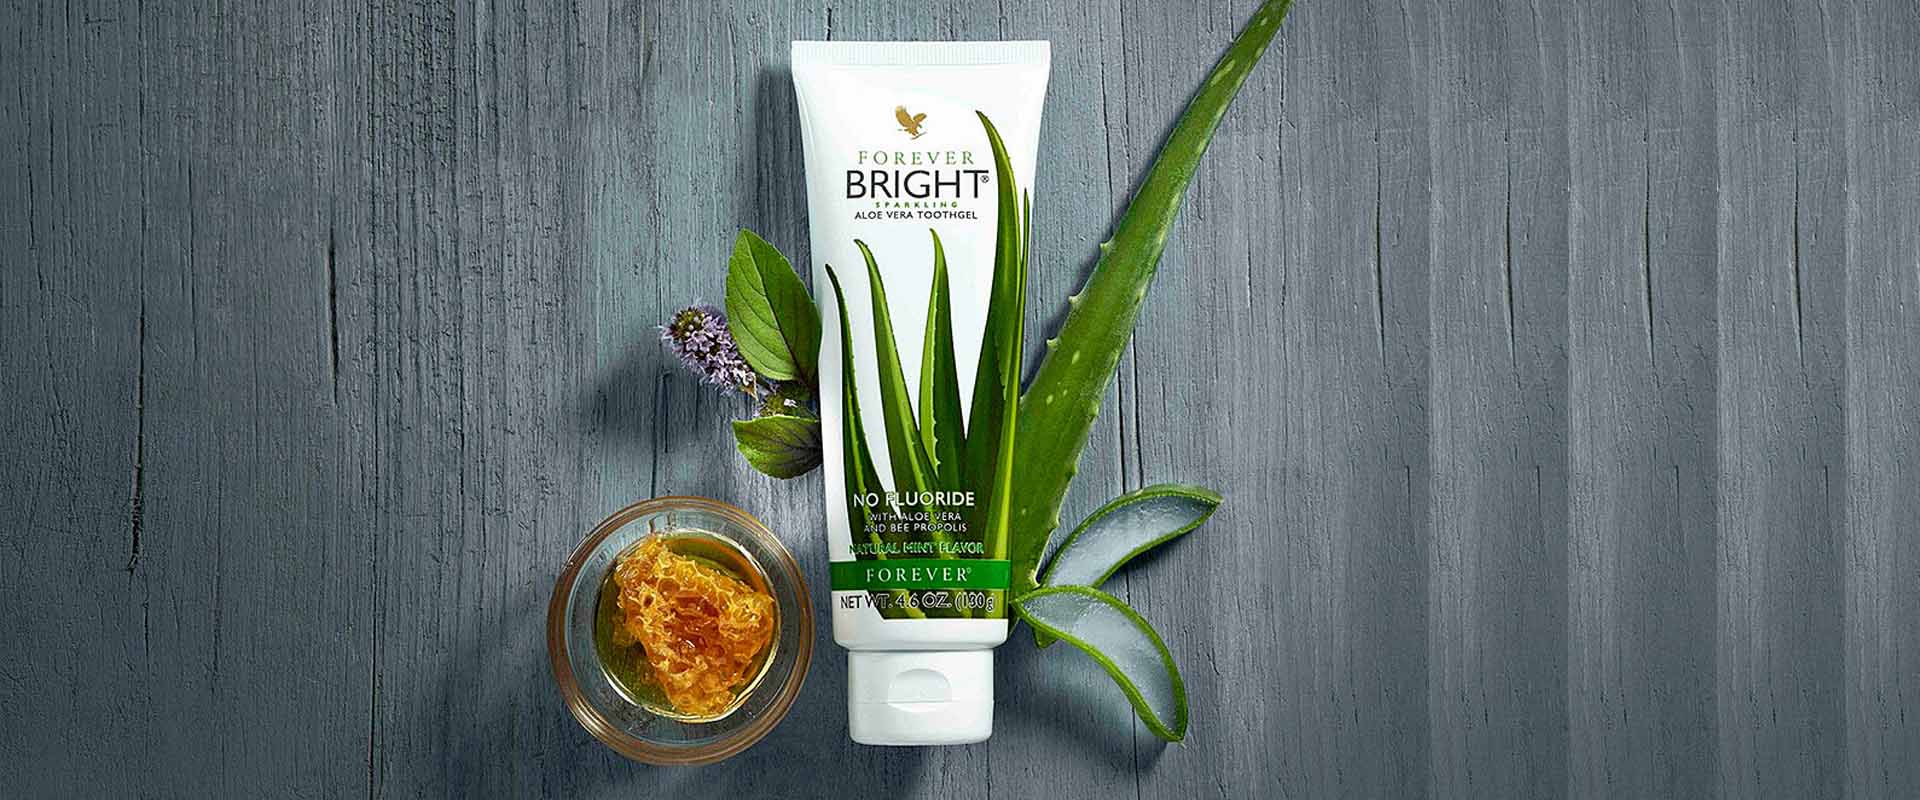 FOREVER
BRIGHT®
SPARKLING
ALOE VERA TOOTHGEL
NO FLUORIDE
WITH ALOE VERA
AND BEE PROPOLIS
NATURAL MINT FLAVOR
FOREVER®
NET WT. 4.6 OZ. (130g)